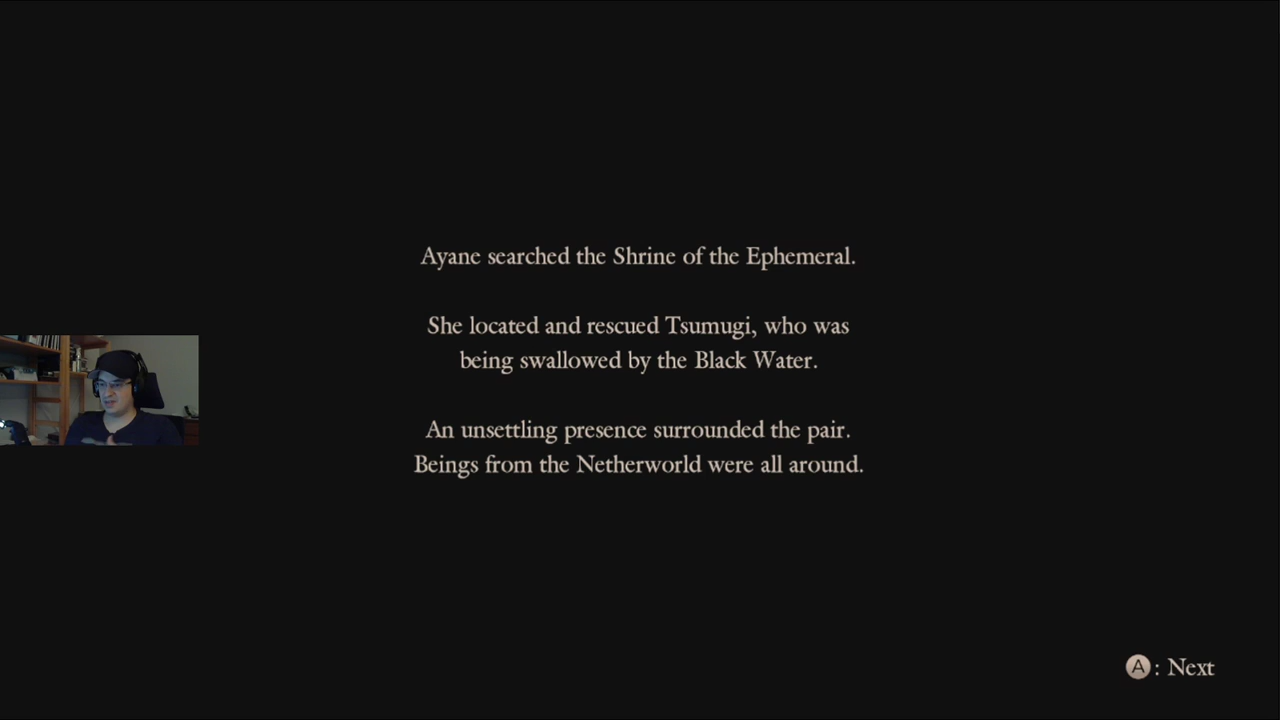 Ayane searched the Shrine of the Ephemeral.
She located and rescued Tsumugi, who was
being swallowed by the Black Water.
An unsettling presence surrounded the pair.
Beings from the Netherworld were all around.
A : Next